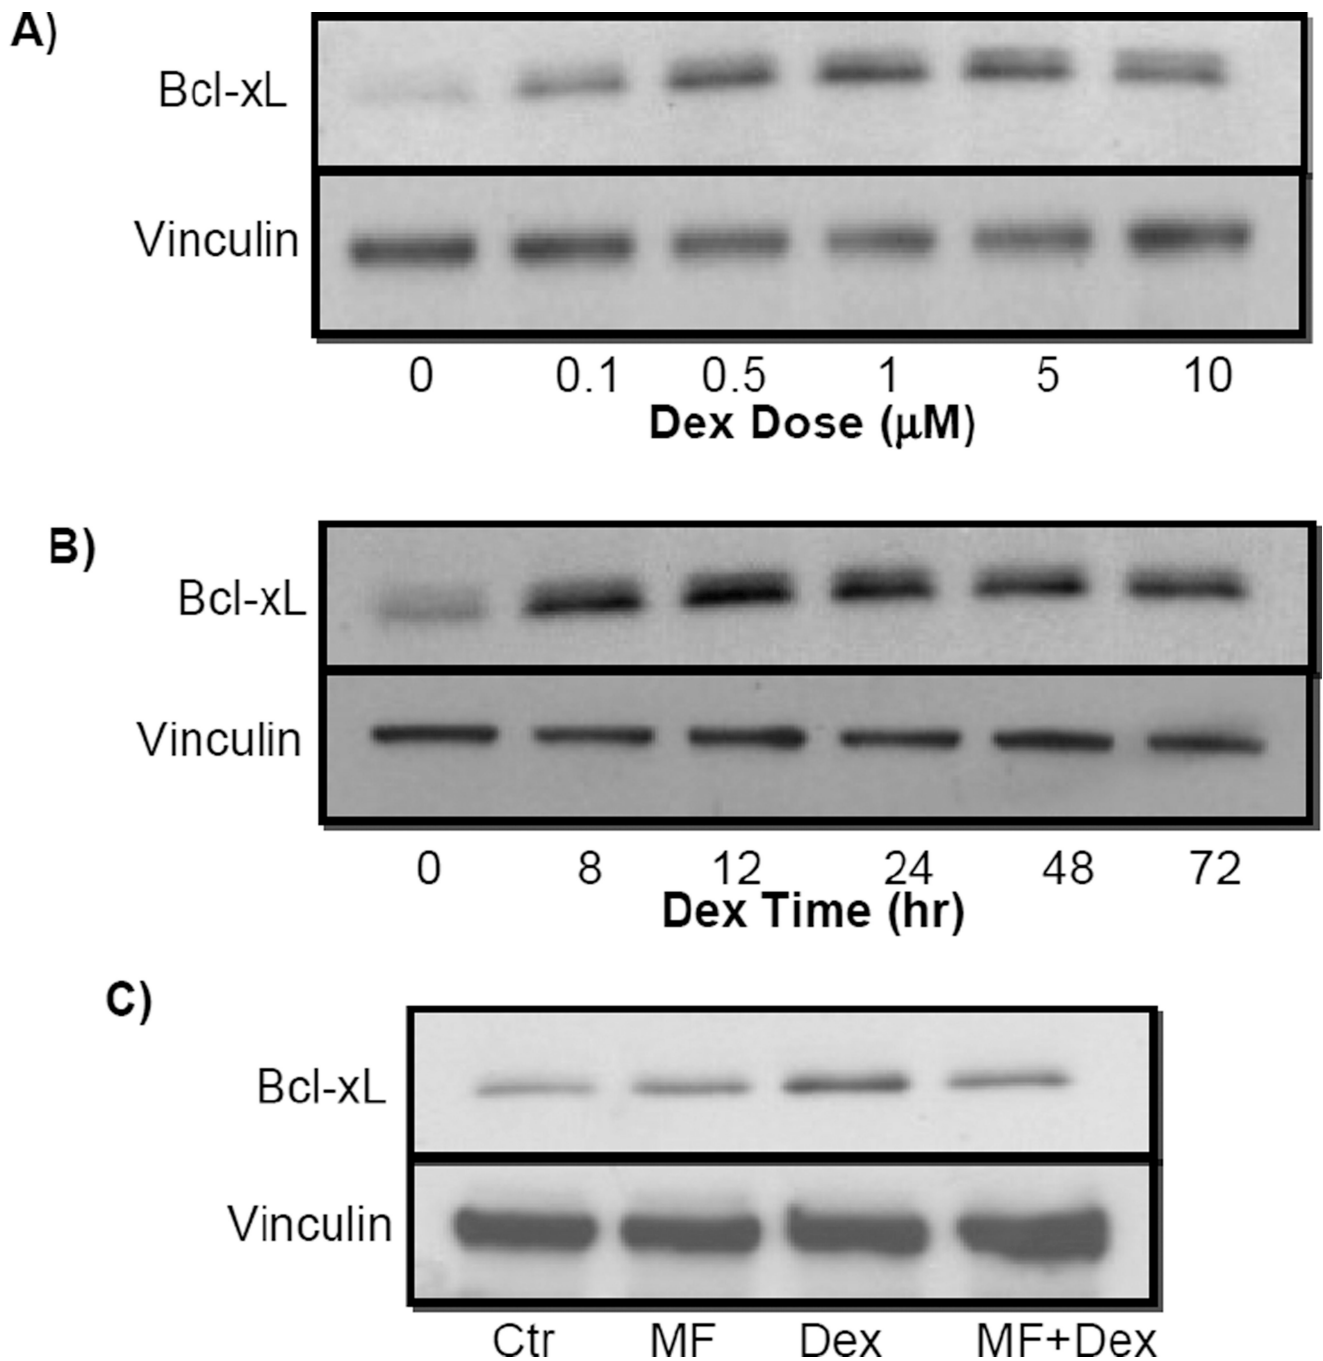 A)
Bcl-xL
Vinculin
0 0.1 0.5 1 5 10
Dex Dose (μM)
B)
Bcl-xL
Vinculin
0 8 12 24 48 72
Dex Time (hr)
C)
Bcl-xL
Vinculin
Ctr MF Dex MF+Dex